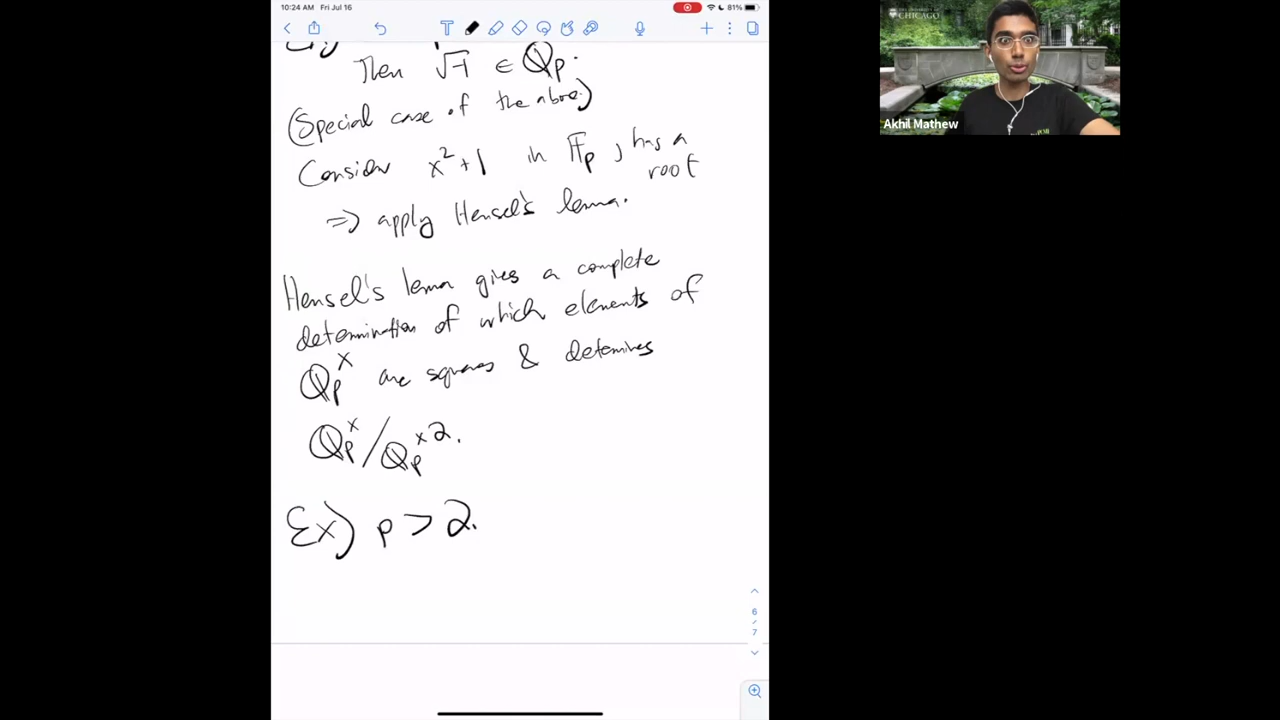 10:24 AM Fri Jul 16
81%
Then √-1 ∈ ℚp.
(Special case of the above)
Consider x²+1 in 𝔽p, has a root
⇒ apply Hensel's lemma.
Hensel's lemma gives a complete
determination of which elements of
ℚp^× are squares & determines
ℚp^× / ℚp^×2.
Ex) p > 2.
6
/
7
CHICAGO
Akhil Mathew